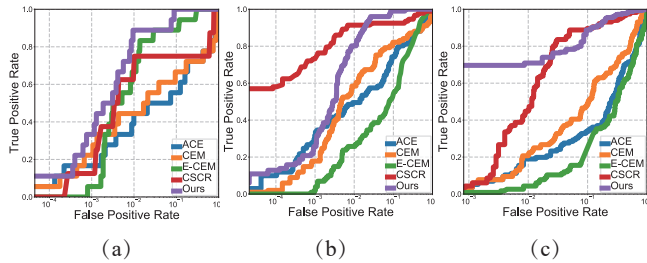 True Positive Rate
1.0
0.8
0.6
0.4
0.2
0.0
10⁻⁴
10⁻³
10⁻²
10⁻¹
10⁰
False Positive Rate
ACE
CEM
E-CEM
CSCR
Ours
(a)
True Positive Rate
1.0
0.8
0.6
0.4
0.2
0.0
10⁻⁴
10⁻³
10⁻²
10⁻¹
10⁰
False Positive Rate
ACE
CEM
E-CEM
CSCR
Ours
(b)
True Positive Rate
1.0
0.8
0.6
0.4
0.2
0.0
10⁻³
10⁻²
10⁻¹
10⁰
False Positive Rate
ACE
CEM
E-CEM
CSCR
Ours
(c)